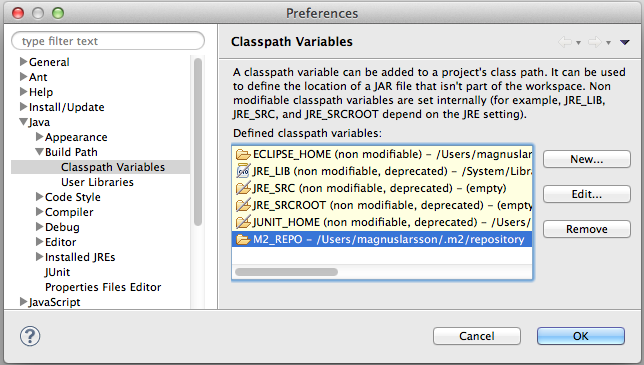 Preferences
type filter text
General
Ant
Help
Install/Update
Java
Appearance
Build Path
Classpath Variables
User Libraries
Code Style
Compiler
Debug
Editor
Installed JREs
JUnit
Properties Files Editor
JavaScript
Classpath Variables
A classpath variable can be added to a project's class path. It can be used
to define the location of a JAR file that isn't part of the workspace. Non
modifiable classpath variables are set internally (for example, JRE_LIB,
JRE_SRC, and JRE_SRCROOT depend on the JRE setting).
Defined classpath variables:
ECLIPSE_HOME (non modifiable) – /Users/magnuslar
JRE_LIB (non modifiable, deprecated) – /System/Libra
JRE_SRC (non modifiable, deprecated) – (empty)
JRE_SRCROOT (non modifiable, deprecated) – (empty
JUNIT_HOME (non modifiable, deprecated) – /Users/
M2_REPO – /Users/magnuslarsson/.m2/repository
New...
Edit...
Remove
?
Cancel
OK